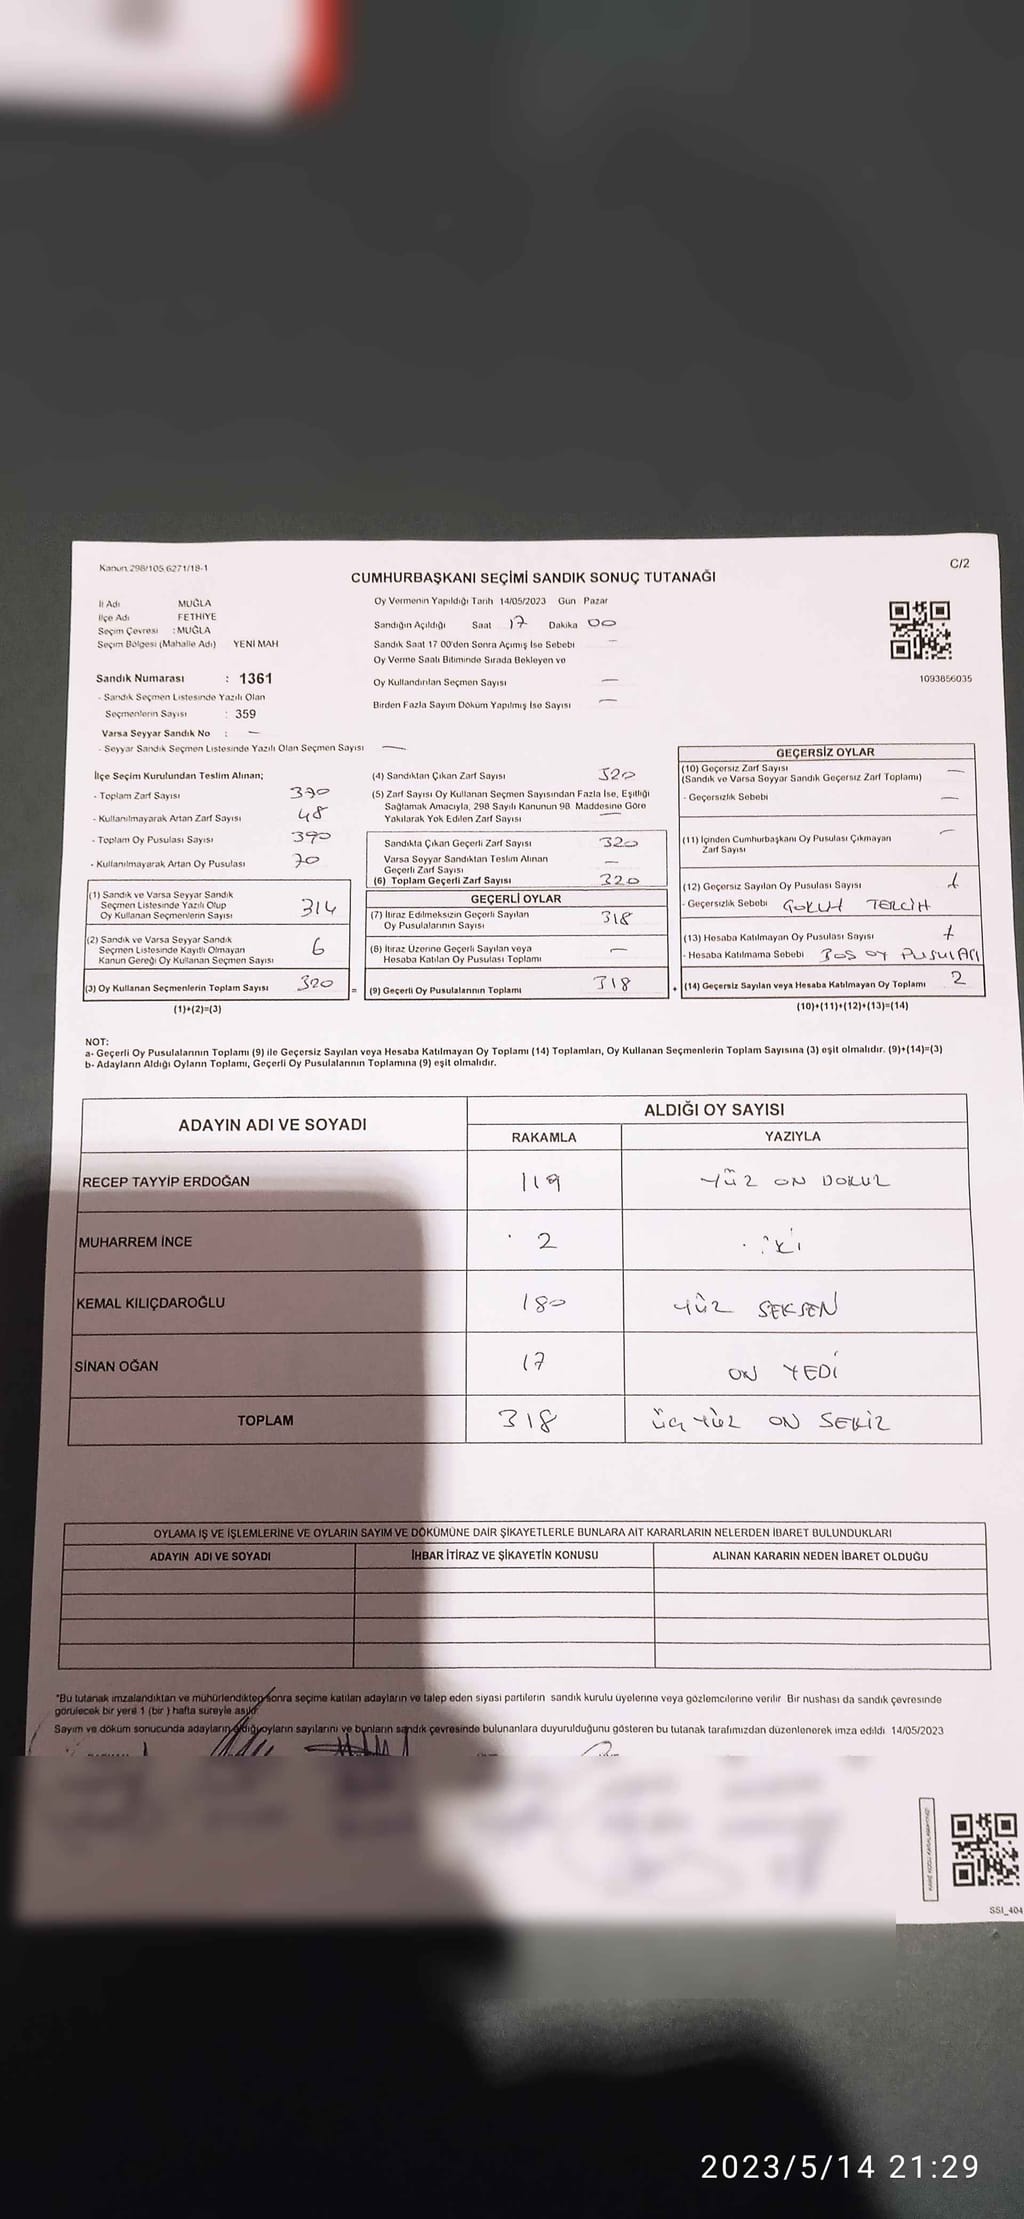 Kanun 298/105 6271/18-1
C/2
CUMHURBAŞKANI SEÇİMİ SANDIK SONUÇ TUTANAĞI
İl Adı MUĞLA
İlçe Adı FETHİYE
Seçim Çevresi : MUĞLA
Seçim Bölgesi (Mahalle Adı) YENİ MAH
Sandık Numarası : 1361
- Sandık Seçmen Listesinde Yazılı Olan
Seçmenlerin Sayısı : 359
Varsa Seyyar Sandık No : —
- Seyyar Sandık Seçmen Listesinde Yazılı Olan Seçmen Sayısı —
Oy Vermenin Yapıldığı Tarih 14/05/2023 Gün Pazar
Sandığın Açıldığı Saat 17 Dakika 00
Sandık Saat 17 00'den Sonra Açımış İse Sebebi —
Oy Verme Saati Bitiminde Sırada Bekleyen ve
Oy Kullandırılan Seçmen Sayısı —
Birden Fazla Sayım Döküm Yapılmış İse Sayısı —
1093856035
İlçe Seçim Kurulundan Teslim Alınan;
- Toplam Zarf Sayısı
- Kullanılmayarak Artan Zarf Sayısı 48
- Toplam Oy Pusulası Sayısı 390
- Kullanılmayarak Artan Oy Pusulası 70
(1) Sandık ve Varsa Seyyar Sandık
Seçmen Listesinde Yazılı Olup
Oy Kullanan Seçmenlerin Sayısı 314
(2) Sandık ve Varsa Seyyar Sandık
Seçmen Listesinde Kayıtlı Olmayan
Kanun Gereği Oy Kullanan Seçmen Sayısı 6
(3) Oy Kullanan Seçmenlerin Toplam Sayısı 320
(1)+(2)=(3)
(4) Sandıktan Çıkan Zarf Sayısı 320
(5) Zarf Sayısı Oy Kullanan Seçmen Sayısından Fazla İse, Eşitliği
Sağlamak Amacıyla, 298 Sayılı Kanunun 98. Maddesine Göre
Yakılarak Yok Edilen Zarf Sayısı —
Sandıkta Çıkan Geçerli Zarf Sayısı 320
Varsa Seyyar Sandıktan Teslim Alınan
Geçerli Zarf Sayısı —
(6) Toplam Geçerli Zarf Sayısı 320
GEÇERLİ OYLAR
(7) İtiraz Edilmeksizin Geçerli Sayılan
Oy Pusulalarının Sayısı 318
(8) İtiraz Üzerine Geçerli Sayılan veya
Hesaba Katılan Oy Pusulası Toplamı —
= (9) Geçerli Oy Pusulalarının Toplamı 318
GEÇERSİZ OYLAR
(10) Geçersiz Zarf Sayısı —
(Sandık ve Varsa Seyyar Sandık Geçersiz Zarf Toplamı)
- Geçersizlik Sebebi —
(11) İçinden Cumhurbaşkanı Oy Pusulası Çıkmayan
Zarf Sayısı —
(12) Geçersiz Sayılan Oy Pusulası Sayısı 1
- Geçersizlik Sebebi TERCİH
(13) Hesaba Katılmayan Oy Pusulası Sayısı 1
- Hesaba Katılmama Sebebi BOS OY PUSULASI
+ (14) Geçersiz Sayılan veya Hesaba Katılmayan Oy Toplamı 2
(10)+(11)+(12)+(13)=(14)
NOT:
a- Geçerli Oy Pusulalarının Toplamı (9) ile Geçersiz Sayılan veya Hesaba Katılmayan Oy Toplamı (14) Toplamları, Oy Kullanan Seçmenlerin Toplam Sayısına (3) eşit olmalıdır. (9)+(14)=(3)
b- Adayların Aldığı Oyların Toplamı, Geçerli Oy Pusulalarının Toplamına (9) eşit olmalıdır.
ADAYIN ADI VE SOYADI
ALDIĞI OY SAYISI
RAKAMLA YAZIYLA
RECEP TAYYİP ERDOĞAN 119 YÜZ ON DOKUZ
MUHARREM İNCE 2 İKİ
KEMAL KILIÇDAROĞLU 180 YÜZ SEKSEN
SİNAN OĞAN 17 ON YEDİ
TOPLAM 318 ÜÇ YÜZ ON SEKİZ
OYLAMA İŞ VE İŞLEMLERİNE VE OYLARIN SAYIM VE DÖKÜMÜNE DAİR ŞİKAYETLERLE BUNLARA AİT KARARLARIN NELERDEN İBARET BULUNDUKLARI
ADAYIN ADI VE SOYADI İHBAR İTİRAZ VE ŞİKAYETİN KONUSU ALINAN KARARIN NEDEN İBARET OLDUĞU
*Bu tutanak imzalandıktan ve mühürlendikten sonra seçime katılan adayların ve talep eden siyasi partilerin sandık kurulu üyelerine veya gözlemcilerine verilir Bir nushası da sandık çevresinde
görülecek bir yere 1 (bir ) hafta süreyle asılır
Sayım ve döküm sonucunda adayların aldığı oyların sayılarını ve bunların sandık çevresinde bulunanlara duyurulduğunu gösteren bu tutanak tarafımızdan düzenlenerek imza edildi 14/05/2023
SSI_404
2023/5/14 21:29